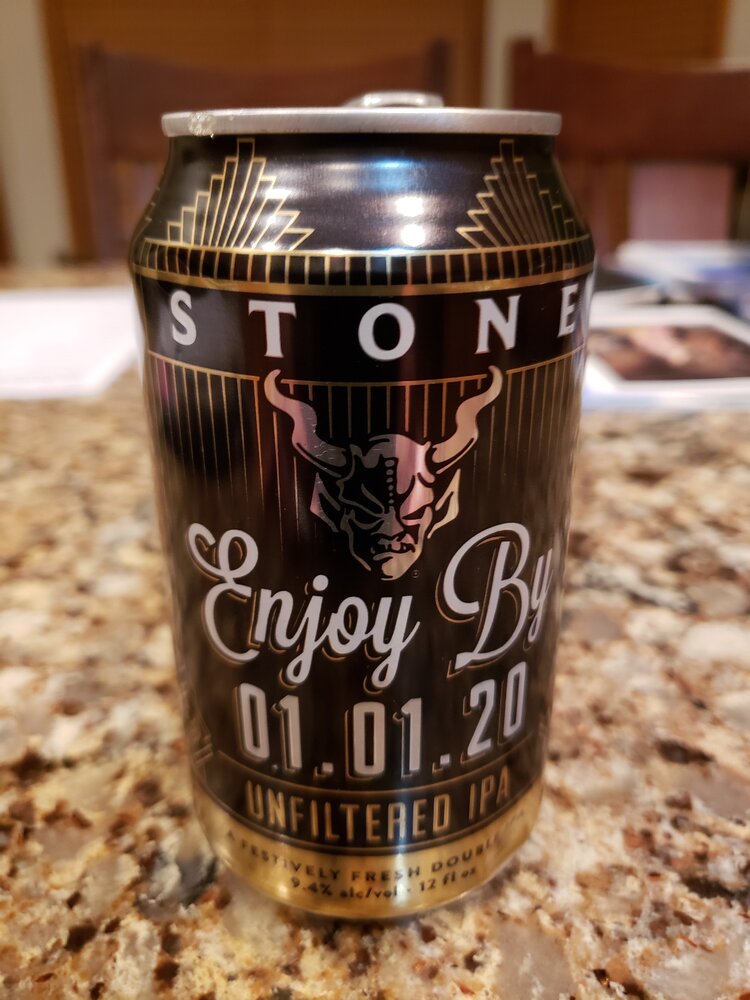 STONE
Enjoy By
01.01.20
UNFILTERED IPA
A FESTIVELY FRESH DOUBLE
9.4% alc/vol · 12 fl oz